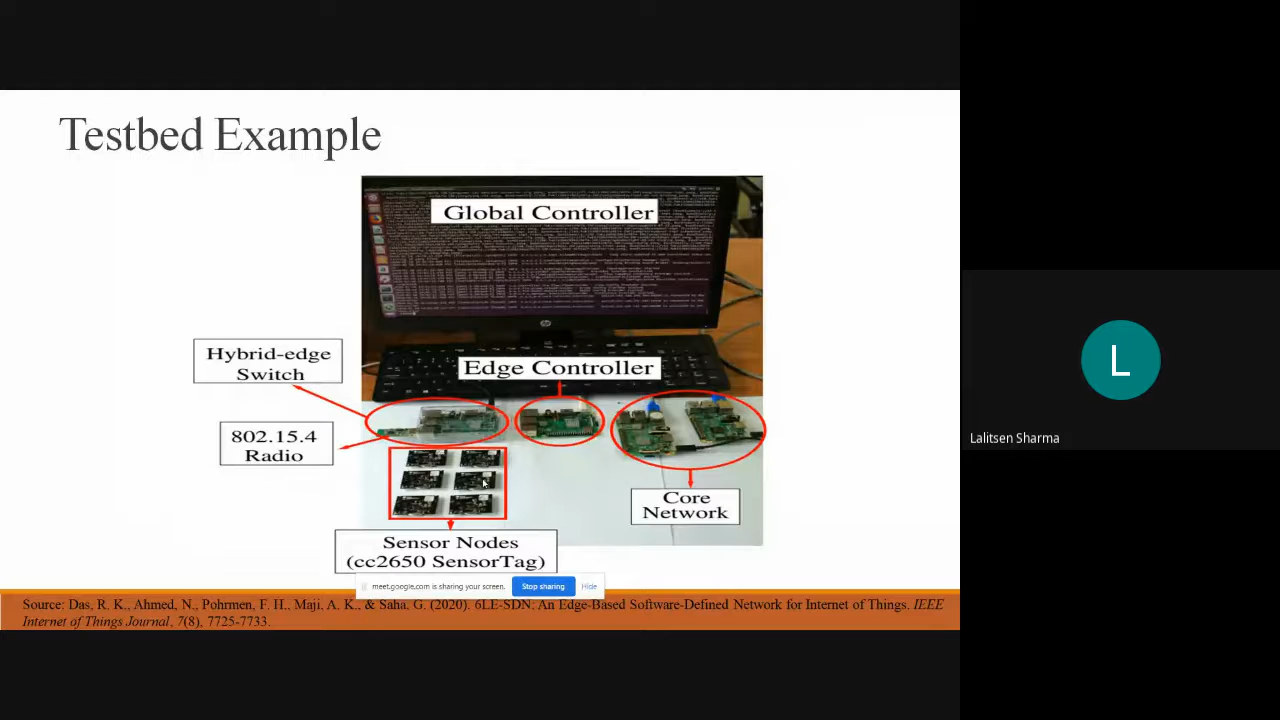 Testbed Example
Global Controller
Hybrid-edge
Switch
Edge Controller
802.15.4
Radio
Core
Network
Sensor Nodes
(cc2650 SensorTag)
meet.google.com is sharing your screen.
Stop sharing
Hide
Source: Das, R. K., Ahmed, N., Pohrmen, F. H., Maji, A. K., & Saha, G. (2020). 6LE-SDN: An Edge-Based Software-Defined Network for Internet of Things. IEEE
Internet of Things Journal, 7(8), 7725-7733.
L
Lalitsen Sharma